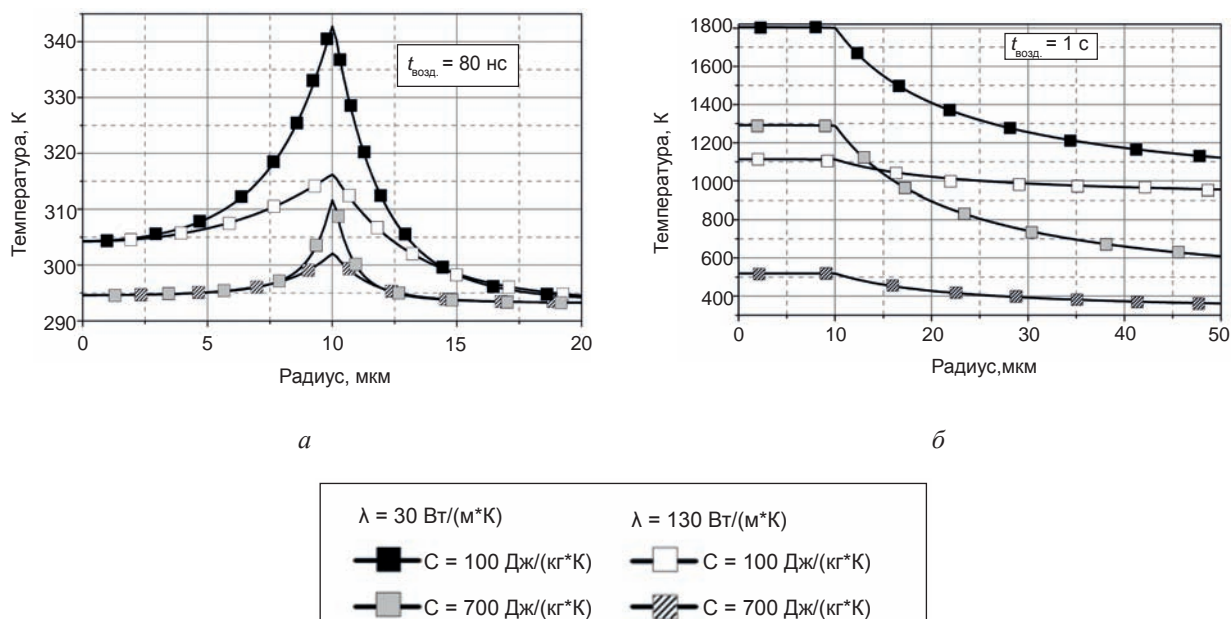 Температура, К
340
330
320
310
300
290
0 5 10 15 20
Радиус, мкм
tвозд. = 80 нс
а
Температура, К
1800
1600
1400
1200
1000
800
600
400
0 10 20 30 40 50
Радиус,мкм
tвозд. = 1 с
б
λ = 30 Вт/(м*К) λ = 130 Вт/(м*К)
С = 100 Дж/(кг*К) С = 100 Дж/(кг*К)
С = 700 Дж/(кг*К) С = 700 Дж/(кг*К)